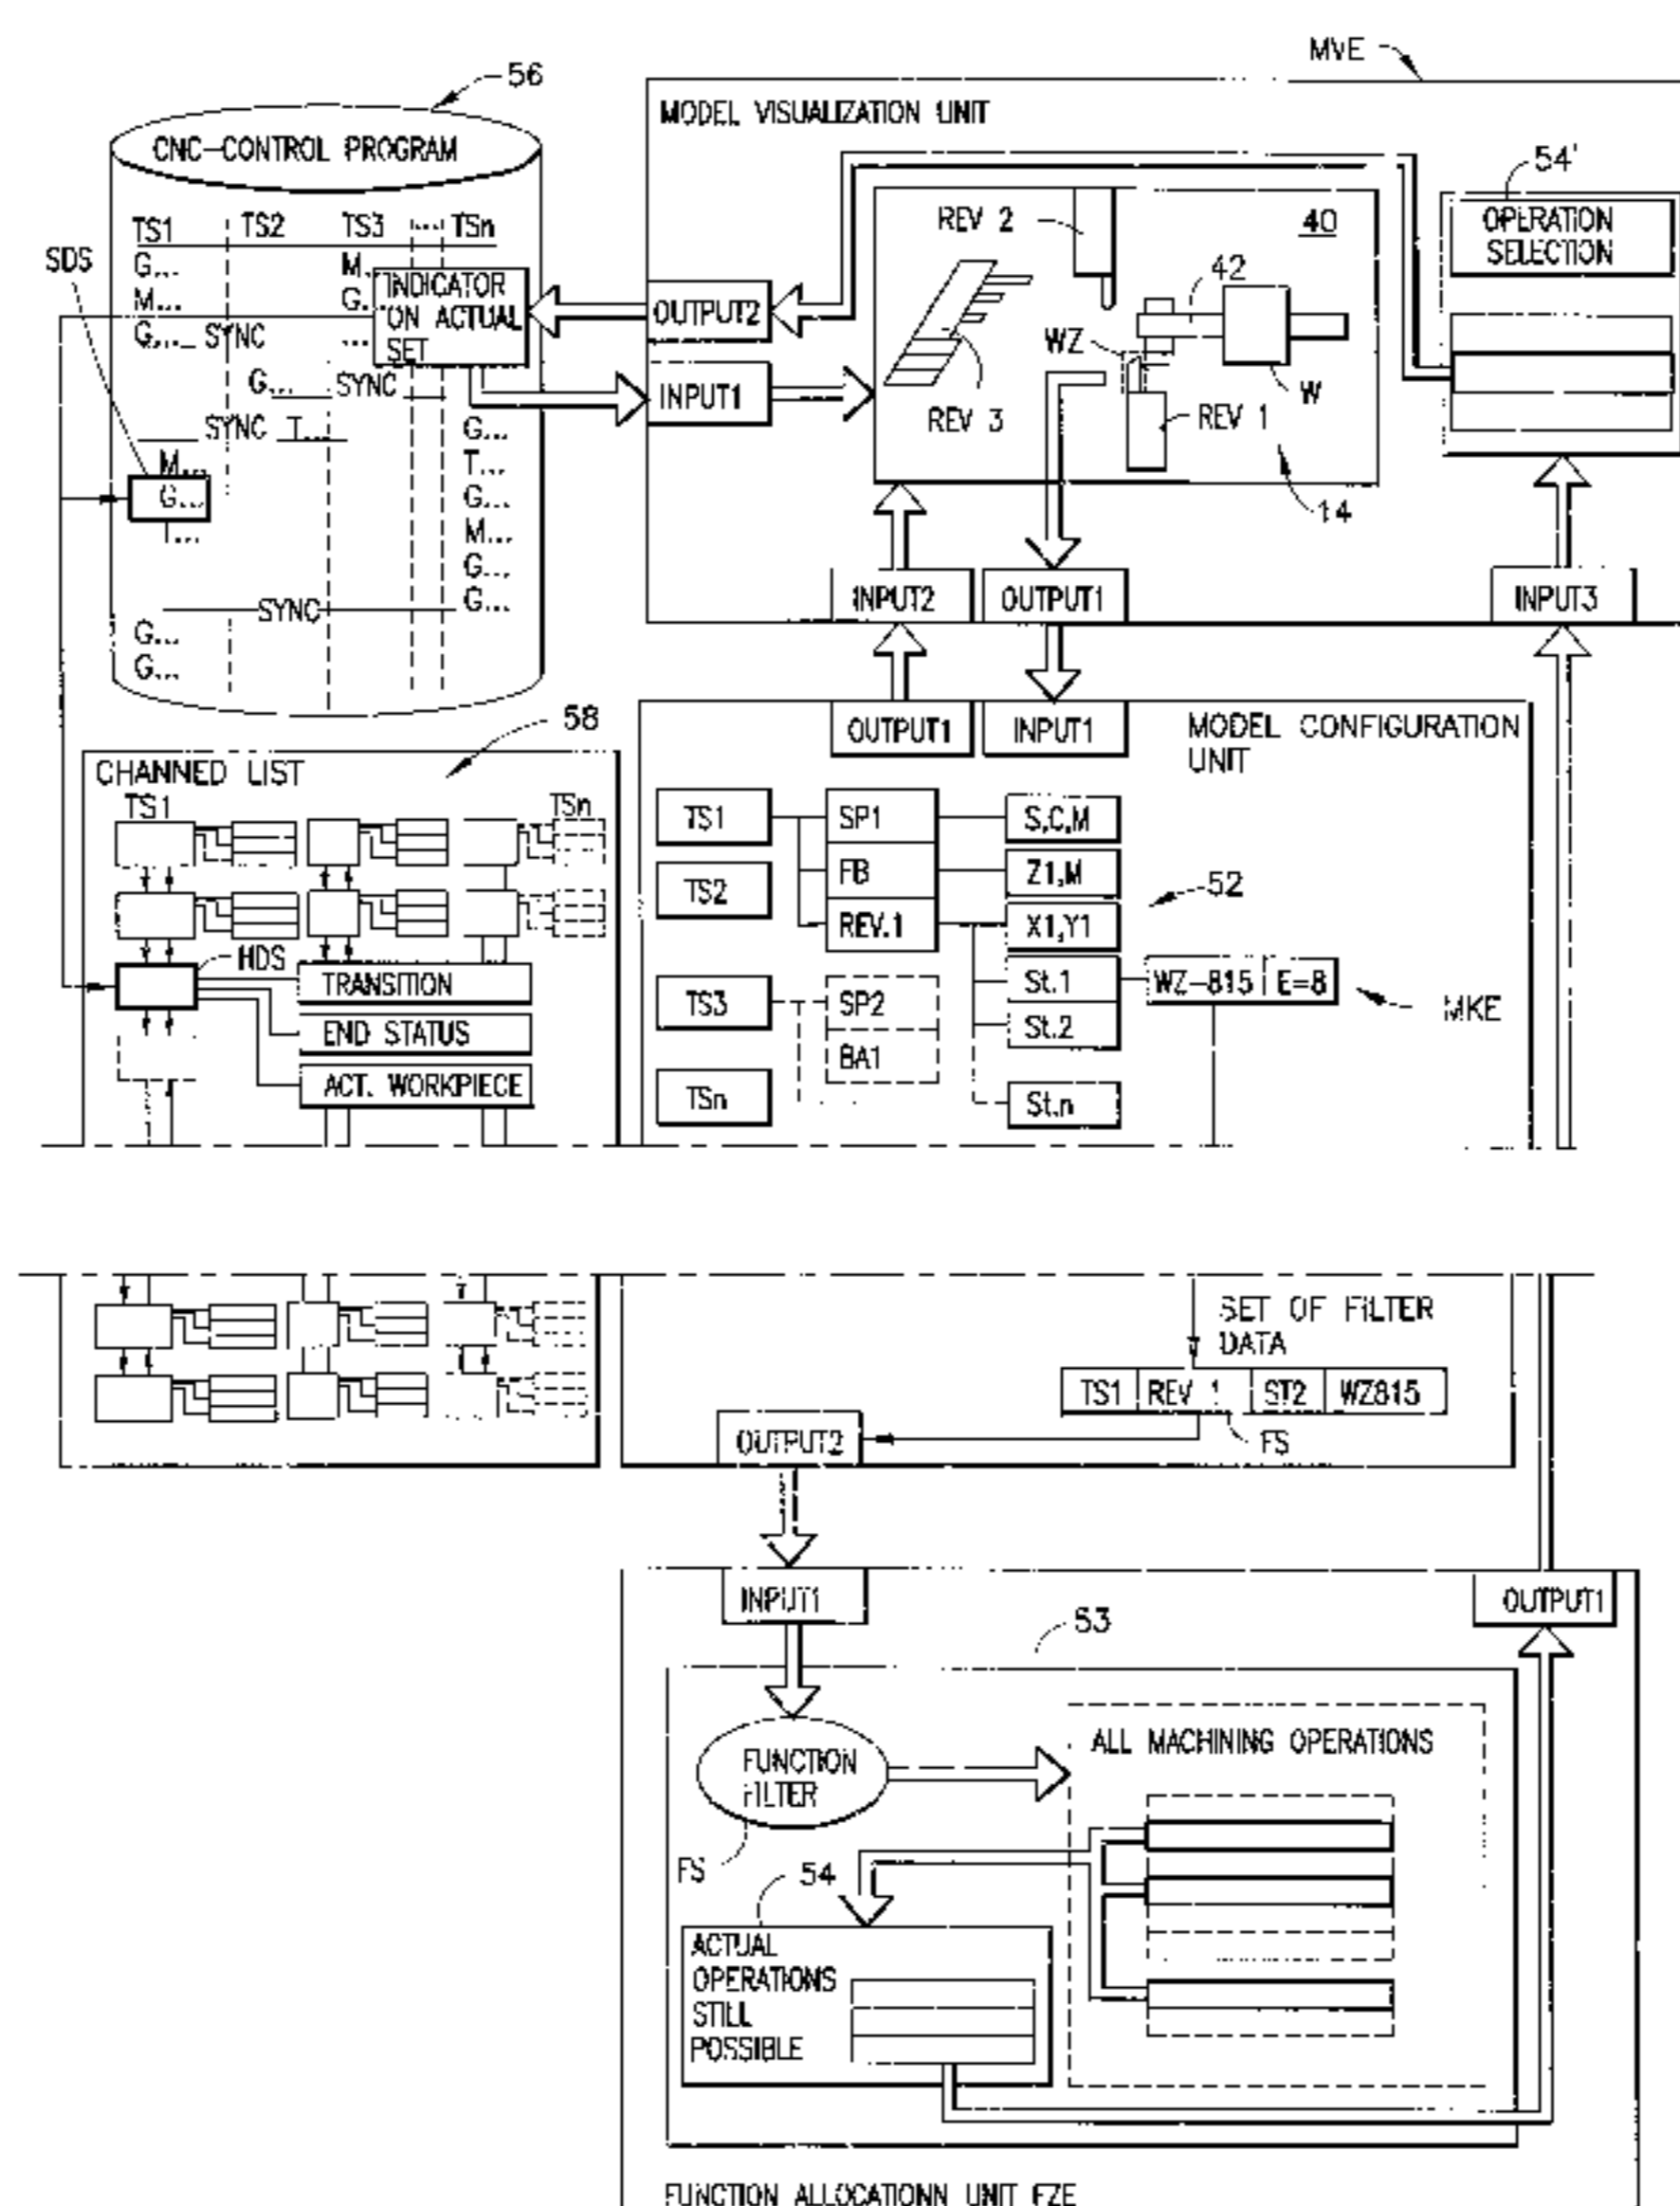 MVE
56
MODEL VISUALIZATION UNIT
CNC-CONTROL PROGRAM
54'
TS1 TS2 TS3 TSn
REV 2
40
OPERATION
SELECTION
SDS
G...
M...
G...
M.
G.
...
INDICATOR
ON ACTUAL
SET
OUTPUT2
42
SYNC
WZ
G...
SYNC
INPUT1
W
REV 3
REV 1
SYNC
T...
G...
T...
G...
M...
G...
G...
M...
G...
T...
14
SYNC
G...
G...
INPUT2
OUTPUT1
INPUT3
58
OUTPUT1
INPUT1
MODEL CONFIGURATION
UNIT
CHANNED LIST
TS1
TSn
TS1
SP1
S,C,M
TS2
FB
Z1,M
52
REV.1
X1,Y1
HDS
TRANSITION
TS3
SP2
St.1
WZ-815 E=8
MKE
END STATUS
BA1
St.2
ACT. WORKPIECE
TSn
St.n
SET OF FILTER
DATA
TS1 REV 1 ST2 WZ815
OUTPUT2
FS
INPUT1
OUTPUT1
53
FUNCTION
FILTER
ALL MACHINING OPERATIONS
FS
54
ACTUAL
OPERATIONS
STILL
POSSIBLE
FUNCTION ALLOCATIONN UNIT FZE